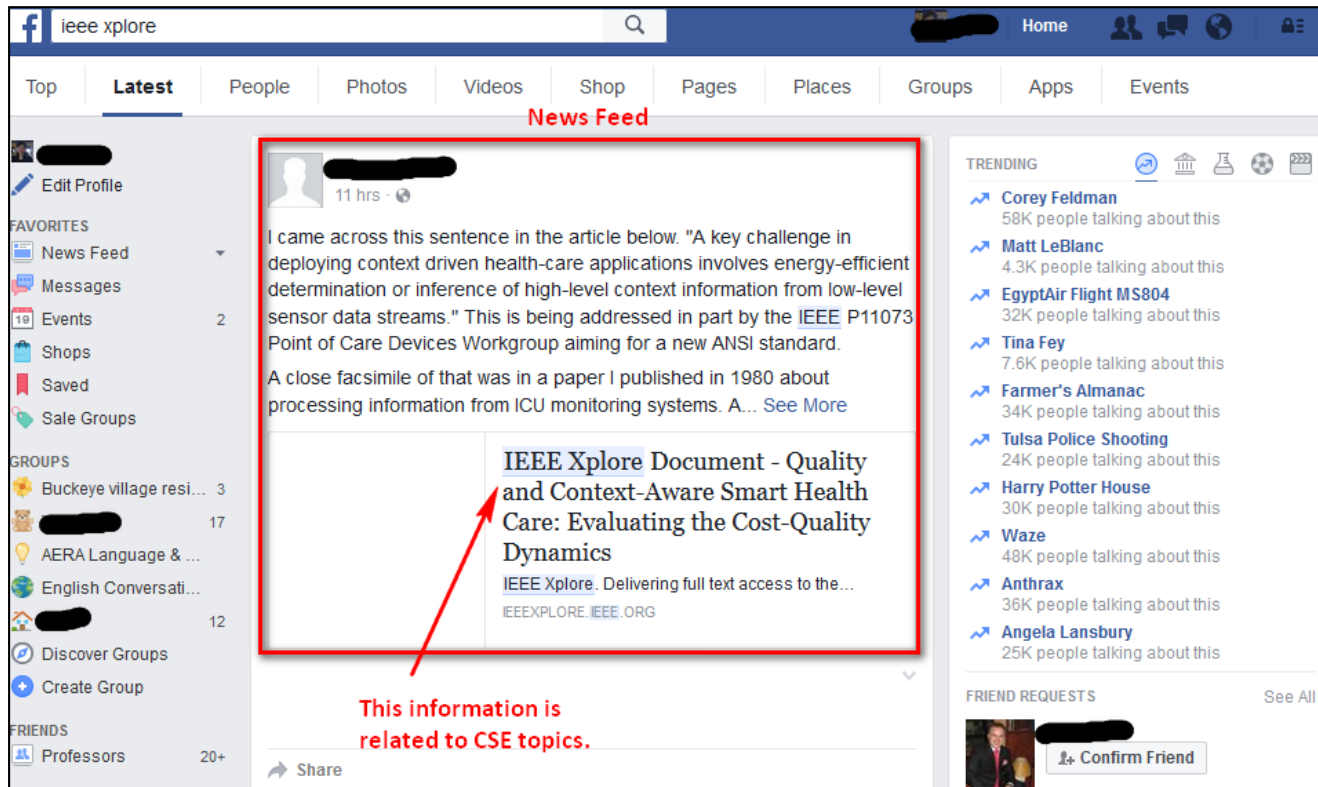 f ieee xplore
Home
Top Latest People Photos Videos Shop Pages Places Groups Apps Events
News Feed
Edit Profile
FAVORITES
News Feed
Messages
19 Events 2
Shops
Saved
Sale Groups
GROUPS
Buckeye village resi... 3
17
AERA Language & ...
English Conversati...
12
Discover Groups
Create Group
FRIENDS
Professors 20+
11 hrs ·
I came across this sentence in the article below. "A key challenge in
deploying context driven health-care applications involves energy-efficient
determination or inference of high-level context information from low-level
sensor data streams." This is being addressed in part by the IEEE P11073
Point of Care Devices Workgroup aiming for a new ANSI standard.
A close facsimile of that was in a paper I published in 1980 about
processing information from ICU monitoring systems. A... See More
IEEE Xplore Document - Quality
and Context-Aware Smart Health
Care: Evaluating the Cost-Quality
Dynamics
IEEE Xplore. Delivering full text access to the...
IEEEXPLORE.IEEE.ORG
This information is
related to CSE topics.
Share
TRENDING
Corey Feldman
58K people talking about this
Matt LeBlanc
4.3K people talking about this
EgyptAir Flight MS804
32K people talking about this
Tina Fey
7.6K people talking about this
Farmer's Almanac
34K people talking about this
Tulsa Police Shooting
24K people talking about this
Harry Potter House
30K people talking about this
Waze
48K people talking about this
Anthrax
36K people talking about this
Angela Lansbury
25K people talking about this
FRIEND REQUESTS See All
Confirm Friend